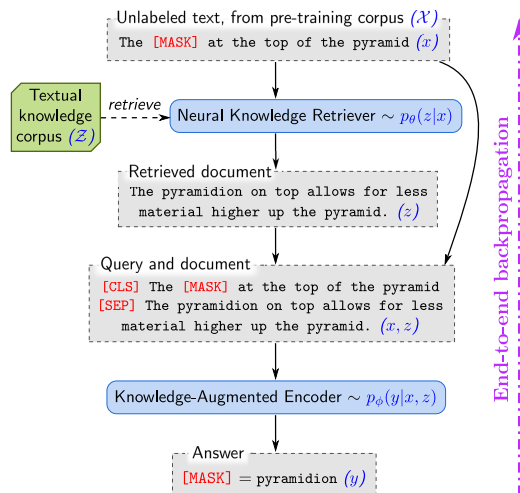 Unlabeled text, from pre-training corpus (𝒳)
The [MASK] at the top of the pyramid (x)
Textual
knowledge
corpus (𝒵)
retrieve
Neural Knowledge Retriever ∼ pθ(z|x)
Retrieved document
The pyramidion on top allows for less
material higher up the pyramid. (z)
Query and document
[CLS] The [MASK] at the top of the pyramid
[SEP] The pyramidion on top allows for less
material higher up the pyramid. (x, z)
Knowledge-Augmented Encoder ∼ pϕ(y|x, z)
Answer
[MASK] = pyramidion (y)
End-to-end backpropagation